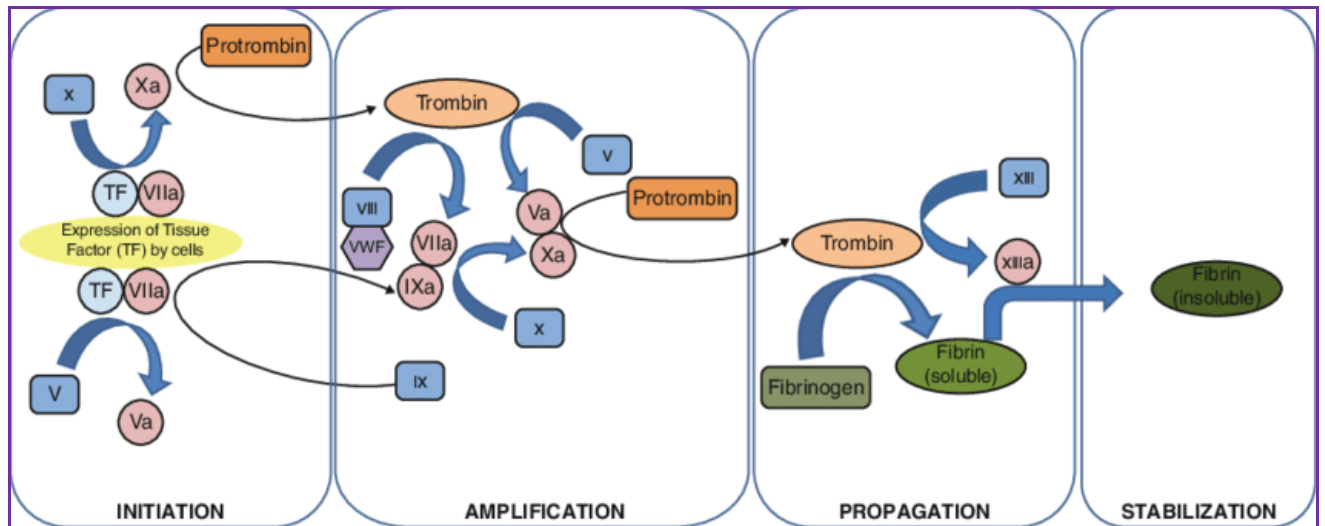 Protrombin
Xa
X
TF
VIIa
Expression of Tissue
Factor (TF) by cells
TF
VIIa
V
Va
INITIATION
Trombin
V
VIII
VWF
VIIa
IXa
Va
Xa
Protrombin
X
IX
AMPLIFICATION
XIII
Trombin
XIIIa
Fibrin
(soluble)
Fibrinogen
PROPAGATION
Fibrin
(insoluble)
STABILIZATION